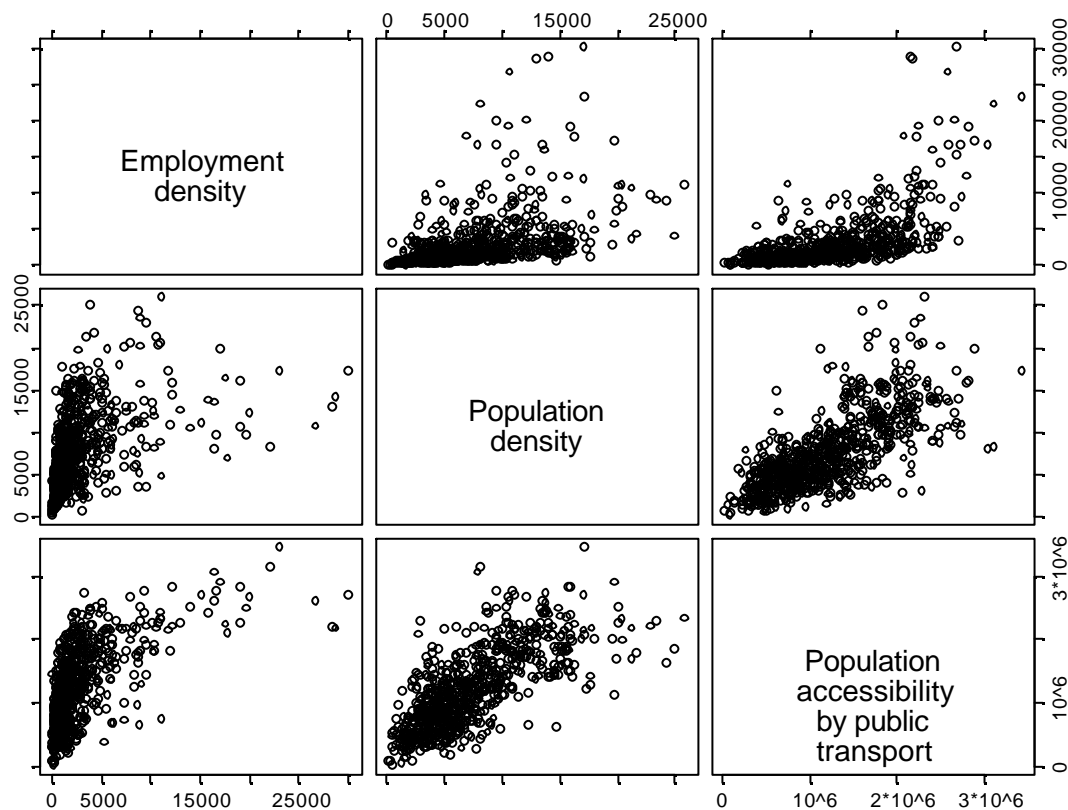 0 5000 15000 25000
Employment
density
0 10000 20000 30000
0 5000 15000 25000
Population
density
Population
accessibility
by public
transport
0 10^6 3*10^6
0 5000 15000 25000
0 10^6 2*10^6 3*10^6